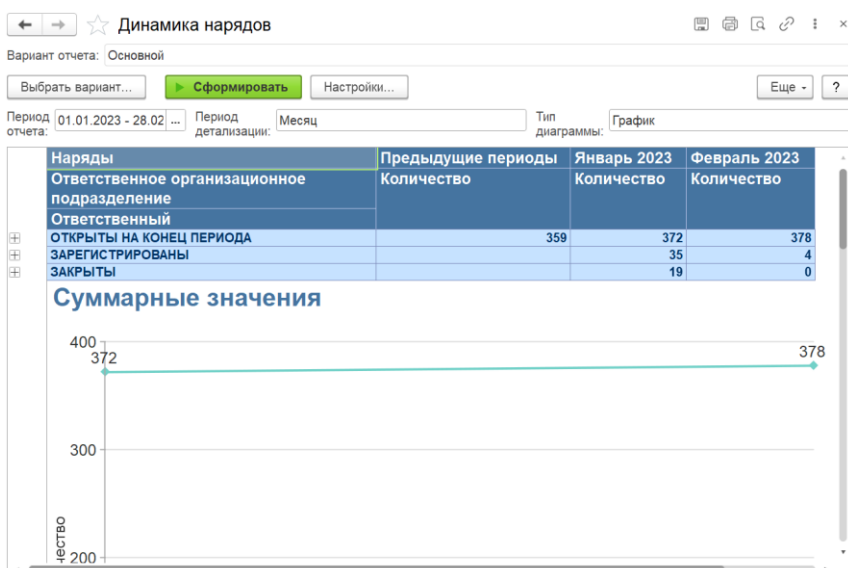 Динамика нарядов
Вариант отчета: Основной
Выбрать вариант... Сформировать Настройки... Еще ?
Период отчета: 01.01.2023 - 28.02 ... Период детализации: Месяц Тип диаграммы: График
Наряды Предыдущие периоды Январь 2023 Февраль 2023
Ответственное организационное подразделение Количество Количество Количество
Ответственный
ОТКРЫТЫ НА КОНЕЦ ПЕРИОДА 359 372 378
ЗАРЕГИСТРИРОВАНЫ 35 4
ЗАКРЫТЫ 19 0
Суммарные значения
400
372 378
300
чество
200